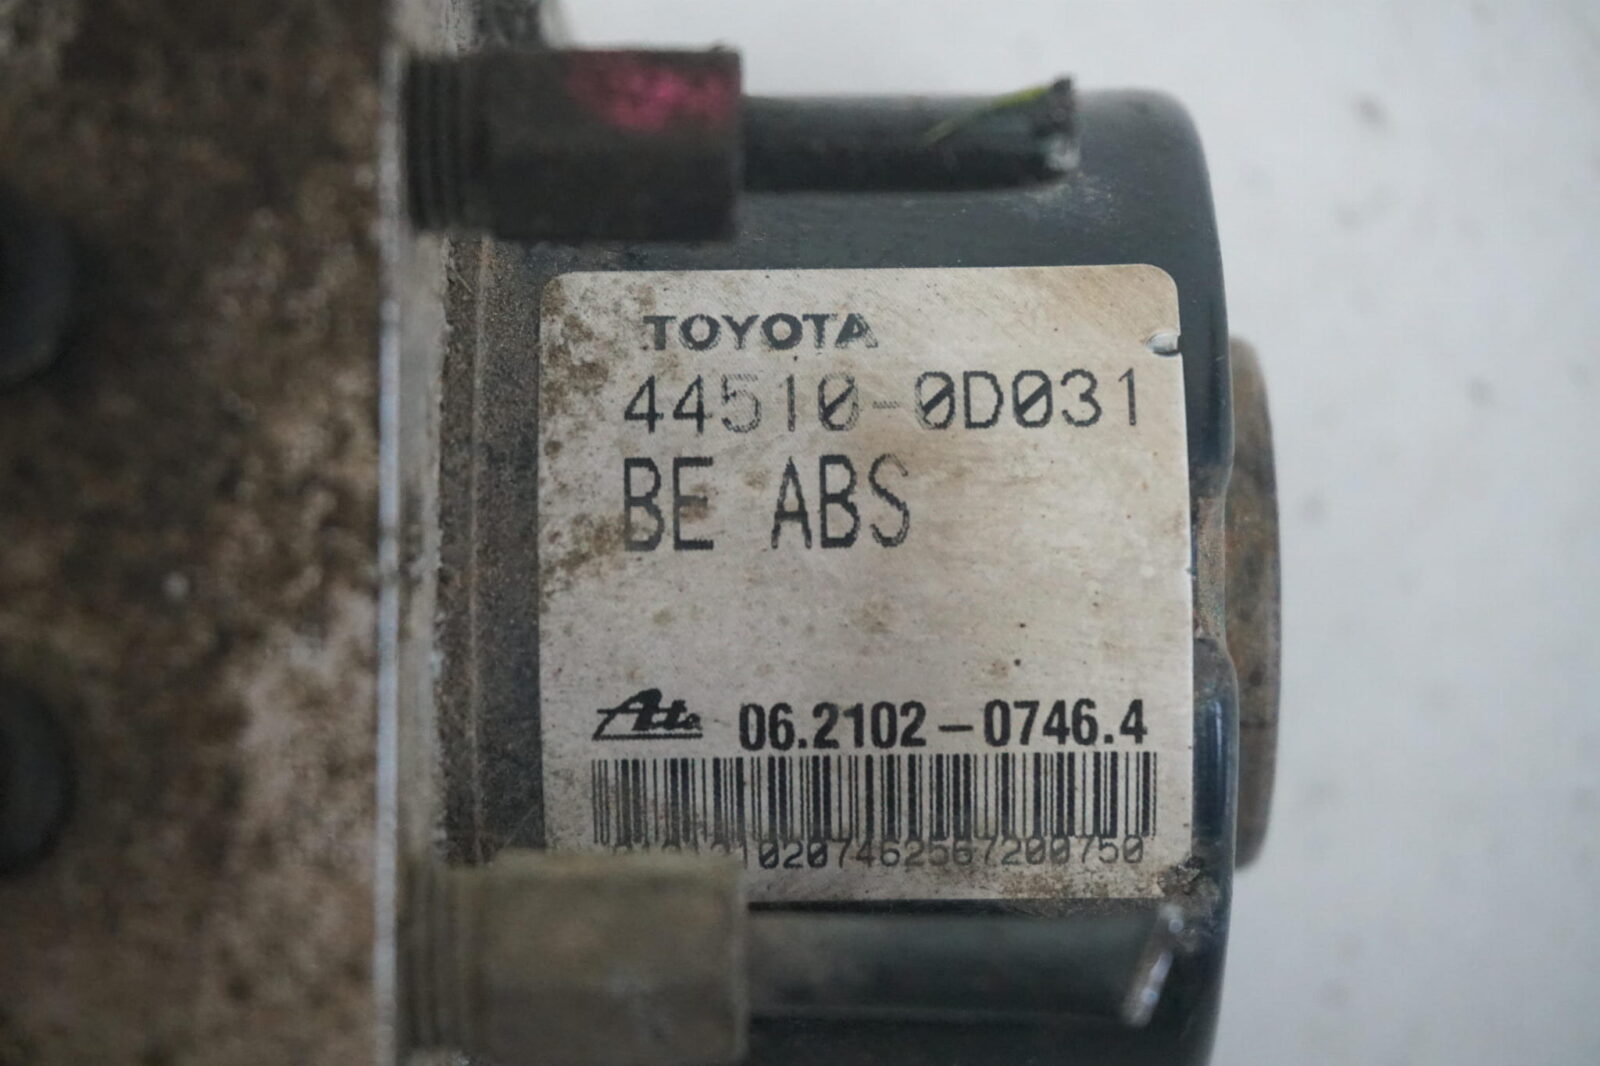 TOYOTA
44510-0D031
BE ABS
Ate 06.2102-0746.4